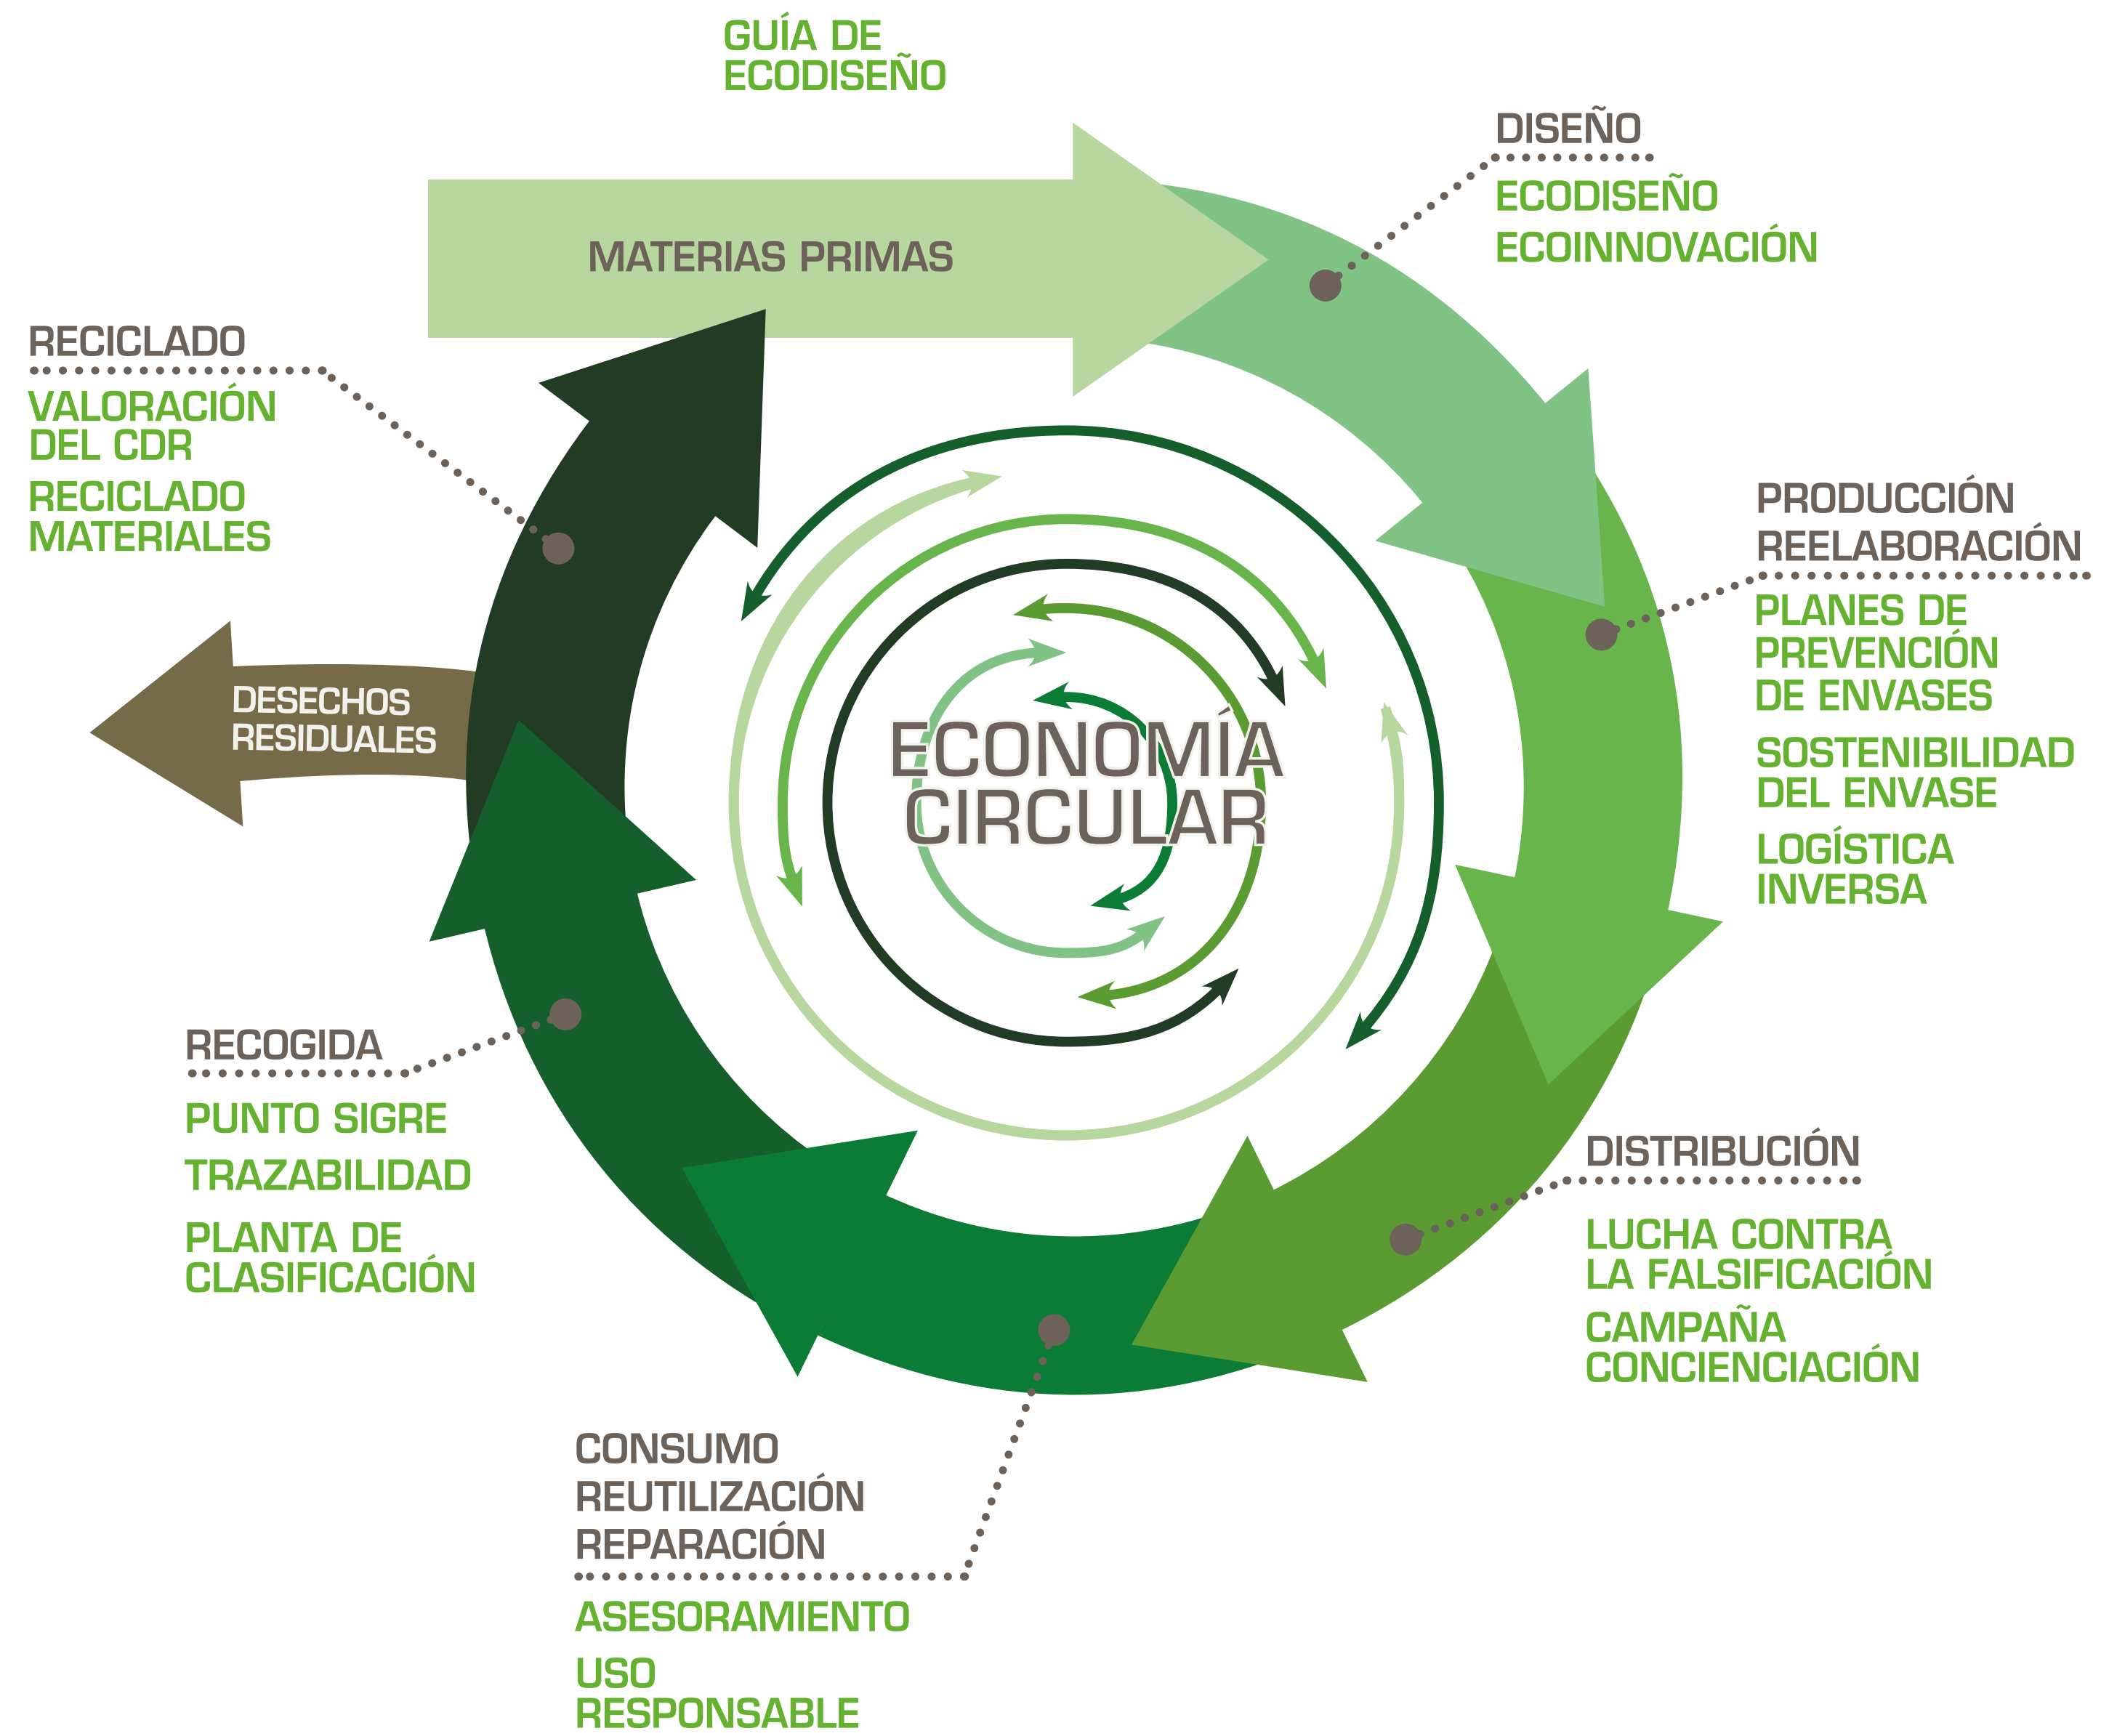 GUÍA DE
ECODISEÑO
MATERIAS PRIMAS
DISEÑO
ECODISEÑO
ECOINNOVACIÓN
PRODUCCIÓN
REELABORACIÓN
PLANES DE
PREVENCIÓN
DE ENVASES
SOSTENIBILIDAD
DEL ENVASE
LOGÍSTICA
INVERSA
DISTRIBUCIÓN
LUCHA CONTRA
LA FALSIFICACIÓN
CAMPAÑA
CONCIENCIACIÓN
CONSUMO
REUTILIZACIÓN
REPARACIÓN
ASESORAMIENTO
USO
RESPONSABLE
RECOGIDA
PUNTO SIGRE
TRAZABILIDAD
PLANTA DE
CLASIFICACIÓN
DESECHOS
RESIDUALES
RECICLADO
VALORACIÓN
DEL CDR
RECICLADO
MATERIALES
ECONOMÍA
CIRCULAR